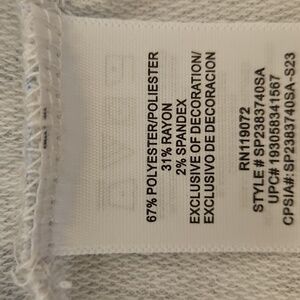 67% POLYESTER/POLIESTER
31% RAYON
2% SPANDEX
EXCLUSIVE OF DECORATION/
EXCLUSIVO DE DECORACION
RN119072
STYLE # SP2383740SA
UPC# 193058341567
CPSIA#: SP2383740SA-S23